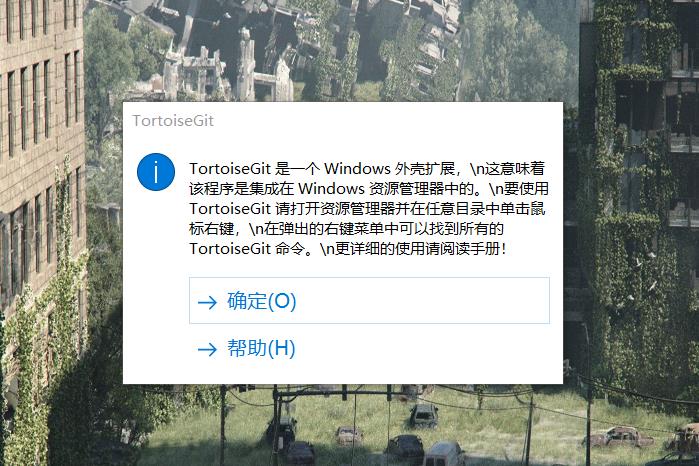 TortoiseGit
TortoiseGit 是一个 Windows 外壳扩展，\n这意味着
该程序是集成在 Windows 资源管理器中的。\n要使用
TortoiseGit 请打开资源管理器并在任意目录中单击鼠
标右键，\n在弹出的右键菜单中可以找到所有的
TortoiseGit 命令。\n更详细的使用请阅读手册！
→ 确定(O)
→ 帮助(H)